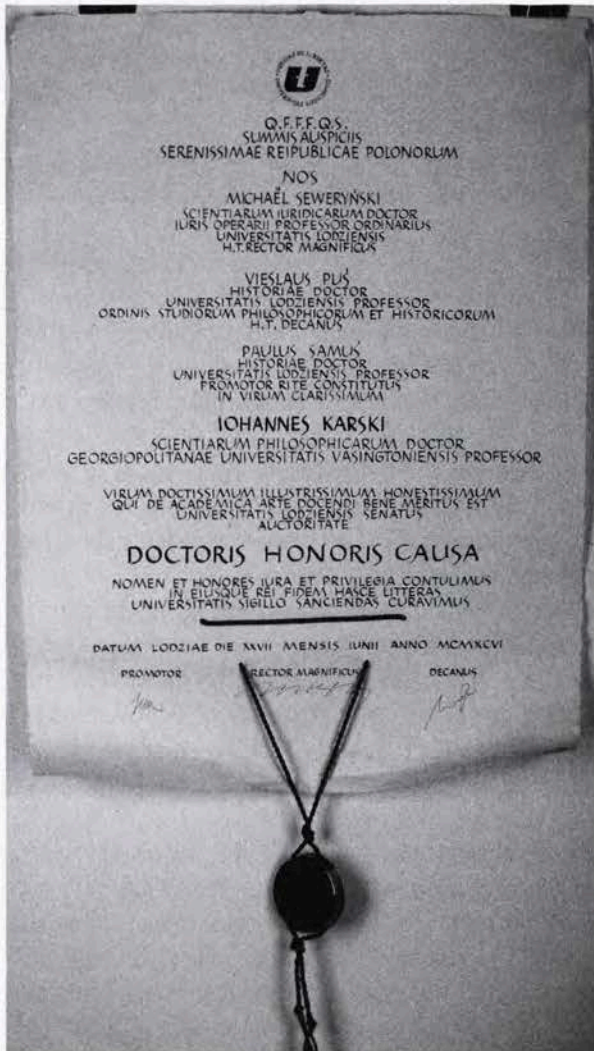 Q.F.F.F.Q.S.
SUMMIS AUSPICIIS
SERENISSIMAE REIPUBLICAE POLONORUM
NOS
MICHAËL SEWERYŃSKI
SCIENTIARUM IURIDICARUM DOCTOR
IURIS OPERARII PROFESSOR ORDINARIUS
UNIVERSITATIS LODZIENSIS
H.T. RECTOR MAGNIFICUS
VIESLAUS PUŚ
HISTORIAE DOCTOR
UNIVERSITATIS LODZIENSIS PROFESSOR
ORDINIS STUDIORUM PHILOSOPHICORUM ET HISTORICORUM
H.T. DECANUS
PAULUS SAMUŚ
HISTORIAE DOCTOR
UNIVERSITATIS LODZIENSIS PROFESSOR
PROMOTOR RITE CONSTITUTUS
IN VIRUM CLARISSIMUM
IOHANNES KARSKI
SCIENTIARUM PHILOSOPHICARUM DOCTOR
GEORGIOPOLITANAE UNIVERSITATIS VASINGTONIENSIS PROFESSOR
VIRUM DOCTISSIMUM ILLUSTRISSIMUM HONESTISSIMUM
QUI DE ACADEMICA ARTE DOCENDI BENE MERITUS EST
UNIVERSITATIS LODZIENSIS SENATUS
AUCTORITATE
DOCTORIS HONORIS CAUSA
NOMEN ET HONORES IURA ET PRIVILEGIA CONTULIMUS
IN EIUSQUE REI FIDEM HASCE LITTERAS
UNIVERSITATIS SIGILLO SANCIENDAS CURAVIMUS
DATUM LODZIAE DIE XXVII MENSIS IUNII ANNO MCMXCVI
PROMOTOR RECTOR MAGNIFICUS DECANUS